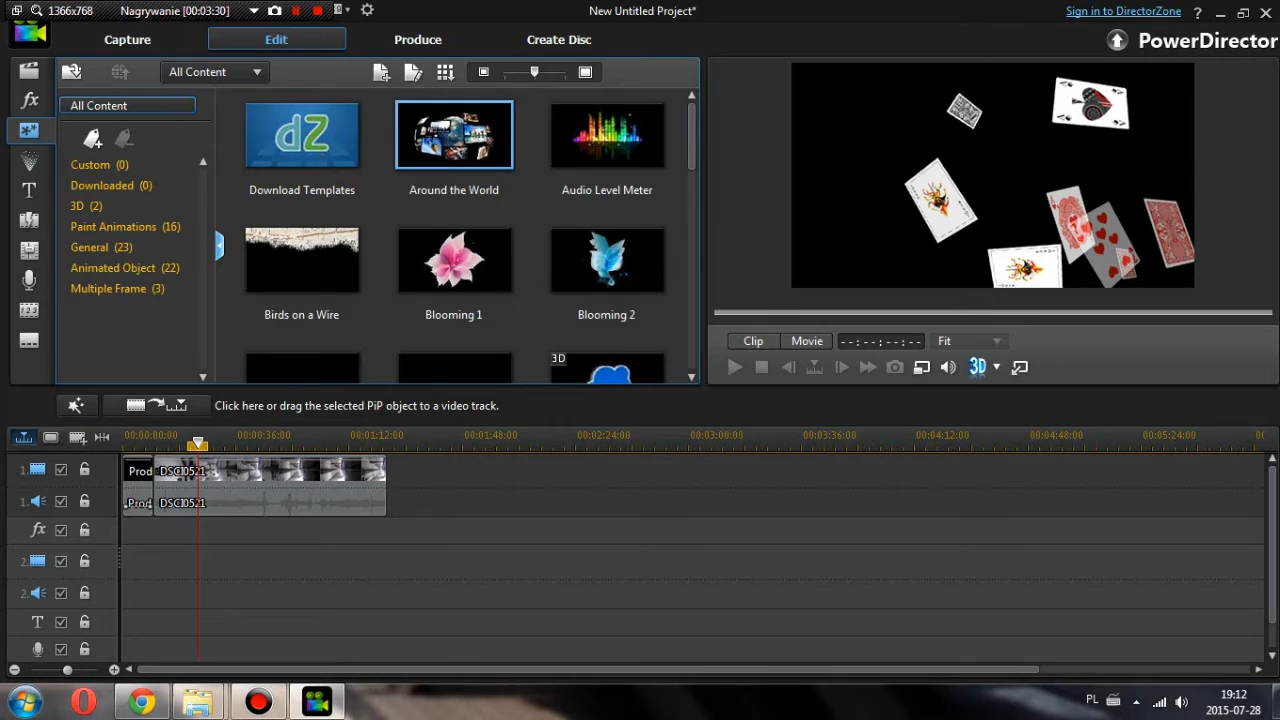 1366x768 Nagrywanie [00:03:30] New Untitled Project* Sign in to DirectorZone ?
Capture Edit Produce Create Disc PowerDirector
All Content
All Content
Custom (0)
Downloaded (0)
3D (2)
Paint Animations (16)
General (23)
Animated Object (22)
Multiple Frame (3)
fx
T
dZ
Download Templates Around the World Audio Level Meter
Birds on a Wire Blooming 1 Blooming 2
3D
Clip Movie --:--:--:-- Fit
3D
Click here or drag the selected PiP object to a video track.
00:00:00:00 00:00:36:00 00:01:12:00 00:01:48:00 00:02:24:00 00:03:00:00 00:03:36:00 00:04:12:00 00:04:48:00 00:05:24:00
1. Prod DSCI0521
1. Prod DSCI0521
fx
2.
2.
T
PL 19:12
2015-07-28